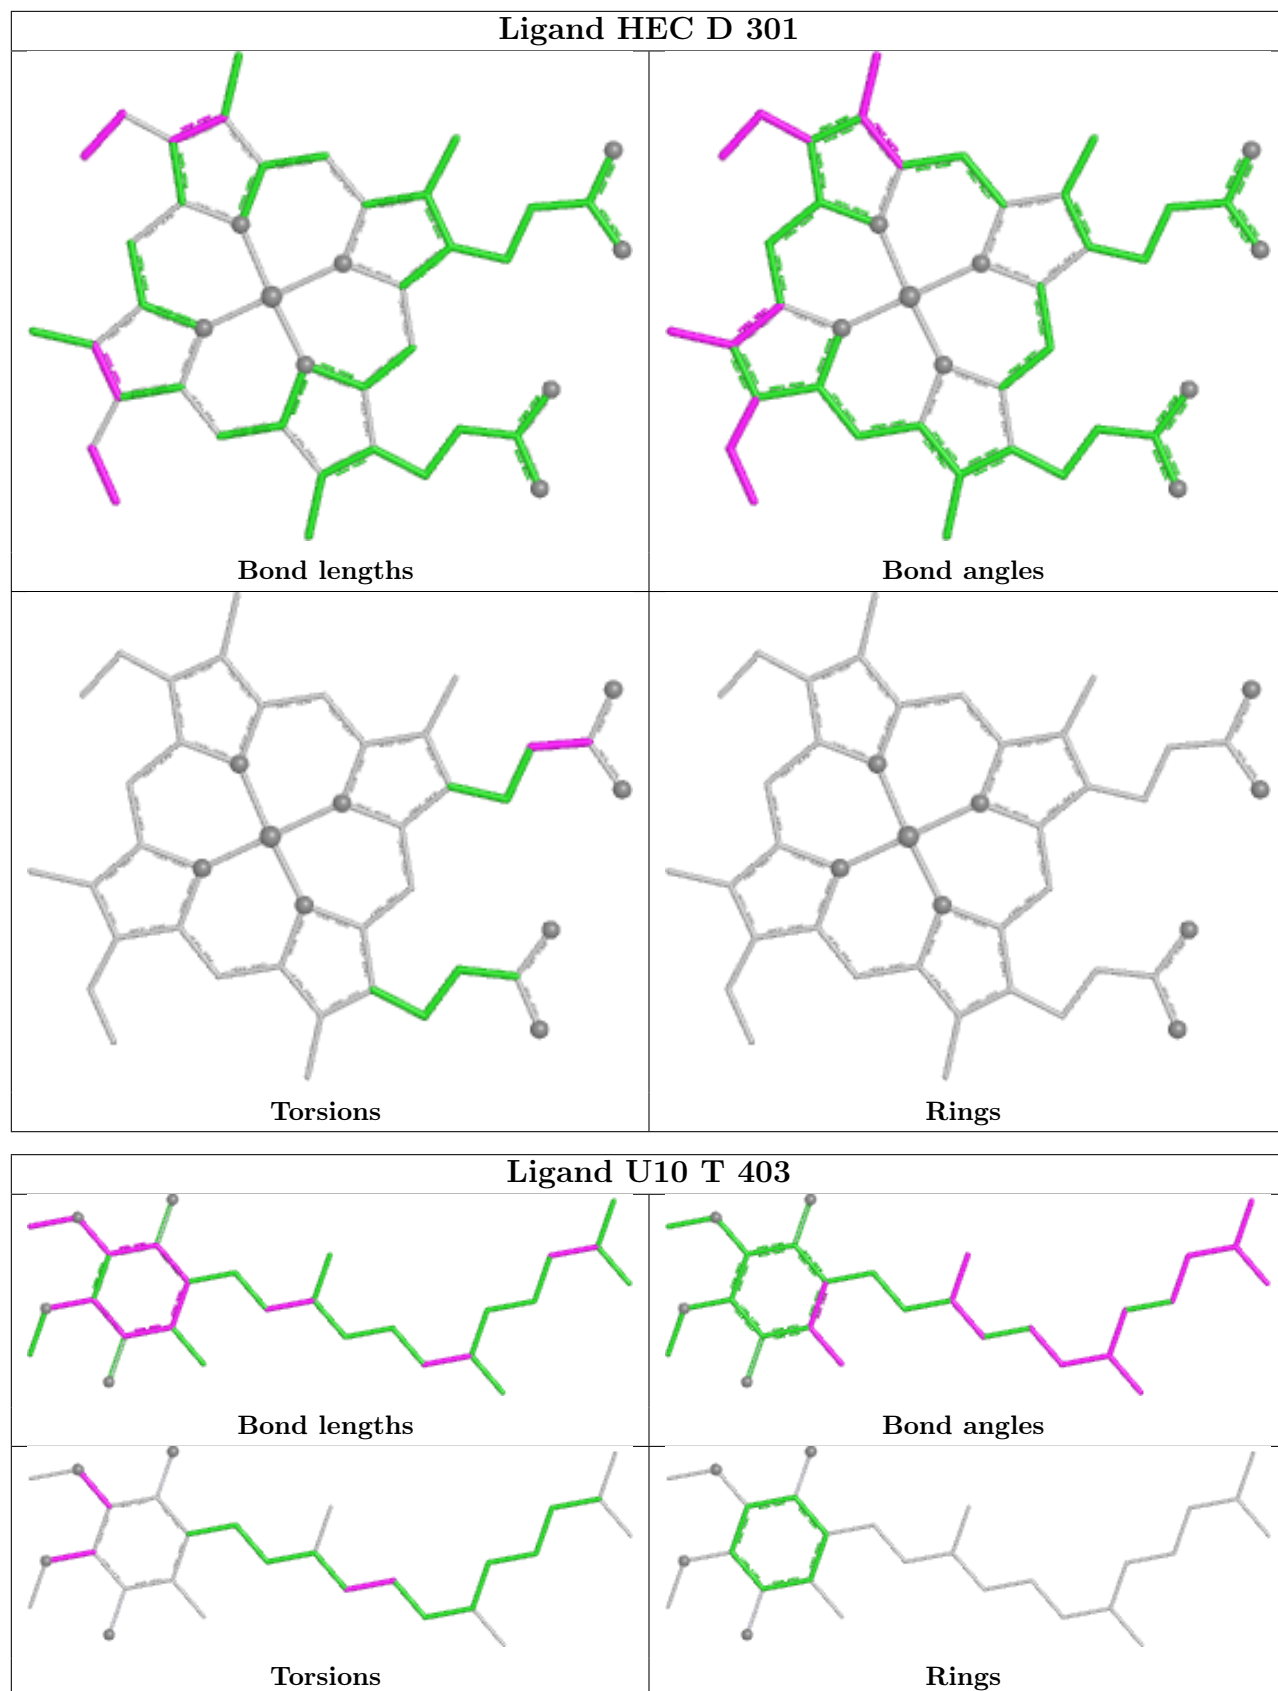 Ligand HEC D 301
Bond lengths
Bond angles
Torsions
Rings
Ligand U10 T 403
Bond lengths
Bond angles
Torsions
Rings